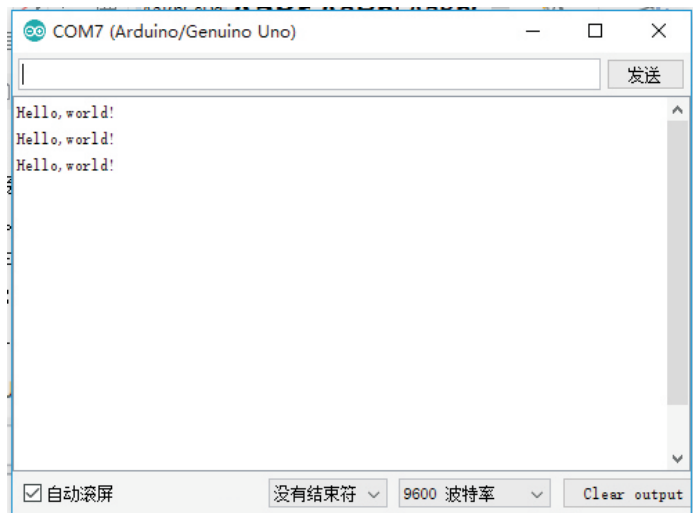 COM7 (Arduino/Genuino Uno)
发送
Hello,world!
Hello,world!
Hello,world!
自动滚屏 没有结束符 9600 波特率 Clear output